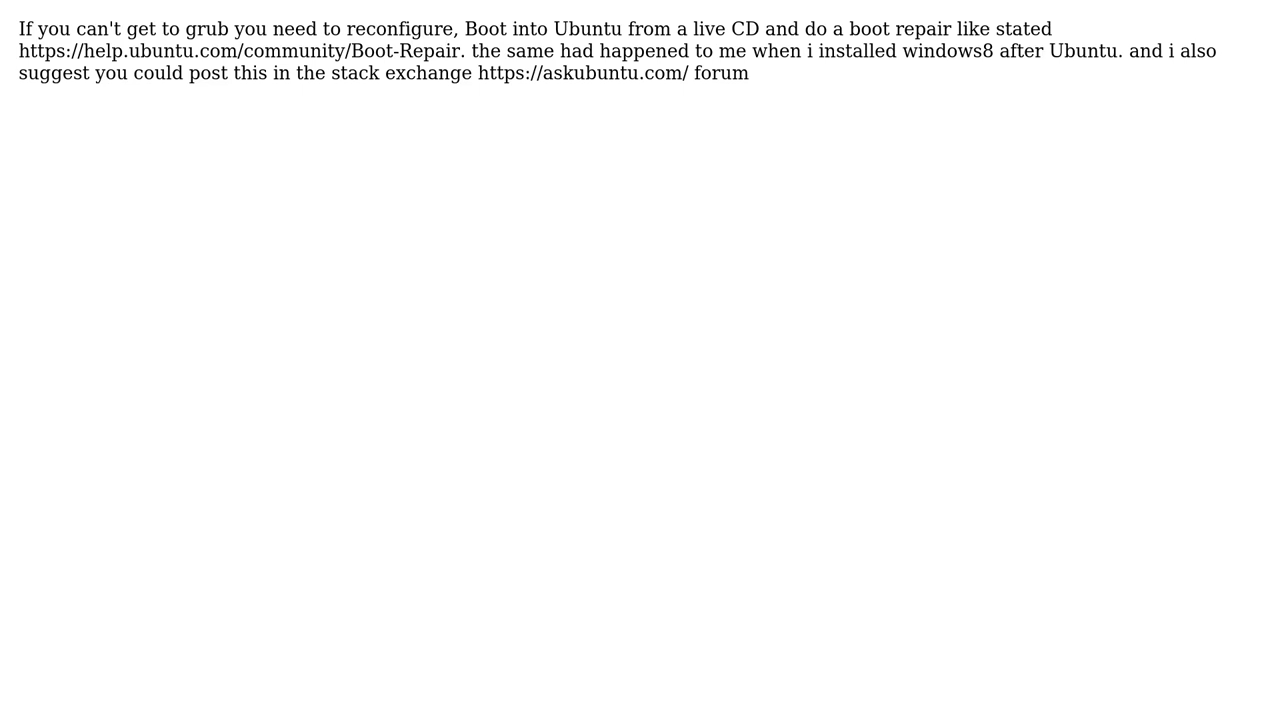 If you can't get to grub you need to reconfigure, Boot into Ubuntu from a live CD and do a boot repair like stated
https://help.ubuntu.com/community/Boot-Repair. the same had happened to me when i installed windows8 after Ubuntu. and i also
suggest you could post this in the stack exchange https://askubuntu.com/ forum